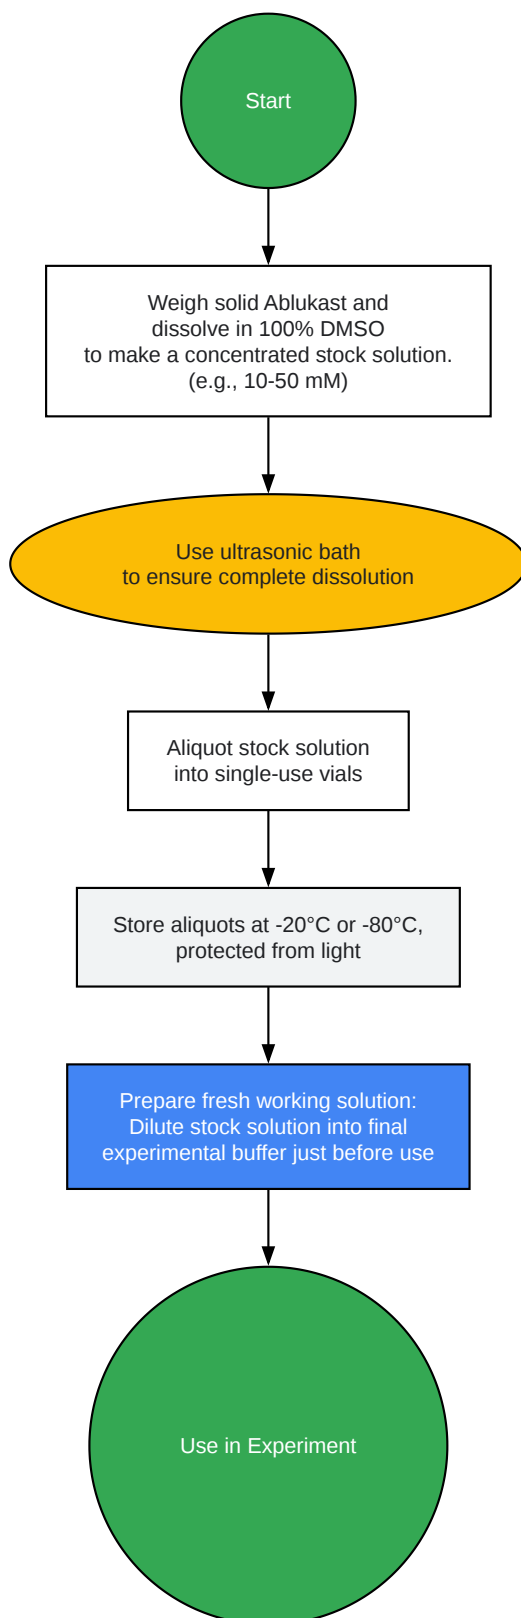 Start
Weigh solid Ablukast and
dissolve in 100% DMSO
to make a concentrated stock solution.
(e.g., 10-50 mM)
Use ultrasonic bath
to ensure complete dissolution
Aliquot stock solution
into single-use vials
Store aliquots at -20°C or -80°C,
protected from light
Prepare fresh working solution:
Dilute stock solution into final
experimental buffer just before use
Use in Experiment